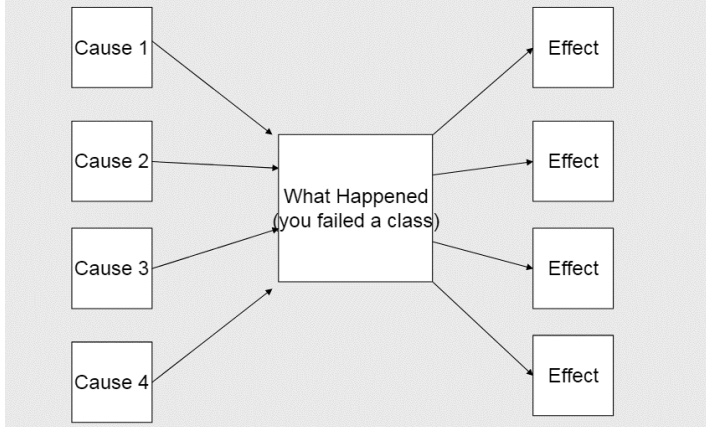 Cause 1
Cause 2
Cause 3
Cause 4
What Happened
(you failed a class)
Effect
Effect
Effect
Effect